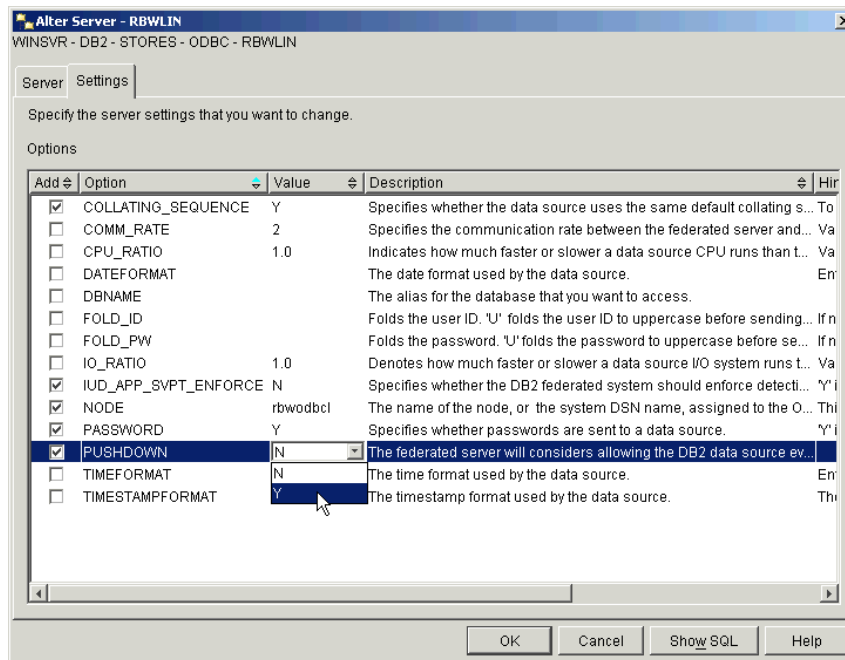 Alter Server - RBWLIN
WINSVR - DB2 - STORES - ODBC - RBWLIN
Server Settings
Specify the server settings that you want to change.
Options
Add Option Value Description Hin
COLLATING_SEQUENCE Y Specifies whether the data source uses the same default collating s... To
COMM_RATE 2 Specifies the communication rate between the federated server and... Va
CPU_RATIO 1.0 Indicates how much faster or slower a data source CPU runs than t... Va
DATEFORMAT The date format used by the data source. Ent
DBNAME The alias for the database that you want to access.
FOLD_ID Folds the user ID. 'U' folds the user ID to uppercase before sending... If n
FOLD_PW Folds the password. 'U' folds the password to uppercase before se... If n
IO_RATIO 1.0 Denotes how much faster or slower a data source I/O system runs t... Va
IUD_APP_SVPT_ENFORCE N Specifies whether the DB2 federated system should enforce detecti... 'Y' i
NODE rbwodbcl The name of the node, or the system DSN name, assigned to the O... Thi
PASSWORD Y Specifies whether passwords are sent to a data source. 'Y' i
PUSHDOWN N The federated server will considers allowing the DB2 data source ev...
N
TIMEFORMAT The time format used by the data source. Ent
Y
TIMESTAMPFORMAT The timestamp format used by the data source. The
OK Cancel Show SQL Help